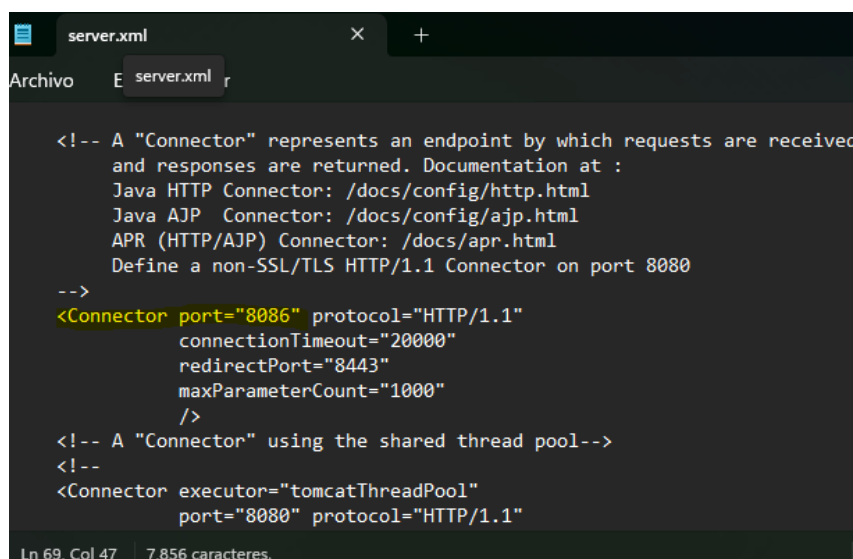 server.xml
Archivo E server.xml r
<!-- A "Connector" represents an endpoint by which requests are received
and responses are returned. Documentation at :
Java HTTP Connector: /docs/config/http.html
Java AJP  Connector: /docs/config/ajp.html
APR (HTTP/AJP) Connector: /docs/apr.html
Define a non-SSL/TLS HTTP/1.1 Connector on port 8080
-->
<Connector port="8086" protocol="HTTP/1.1"
connectionTimeout="20000"
redirectPort="8443"
maxParameterCount="1000"
/>
<!-- A "Connector" using the shared thread pool-->
<!--
<Connector executor="tomcatThreadPool"
port="8080" protocol="HTTP/1.1"
Ln 69, Col 47 7.856 caracteres.